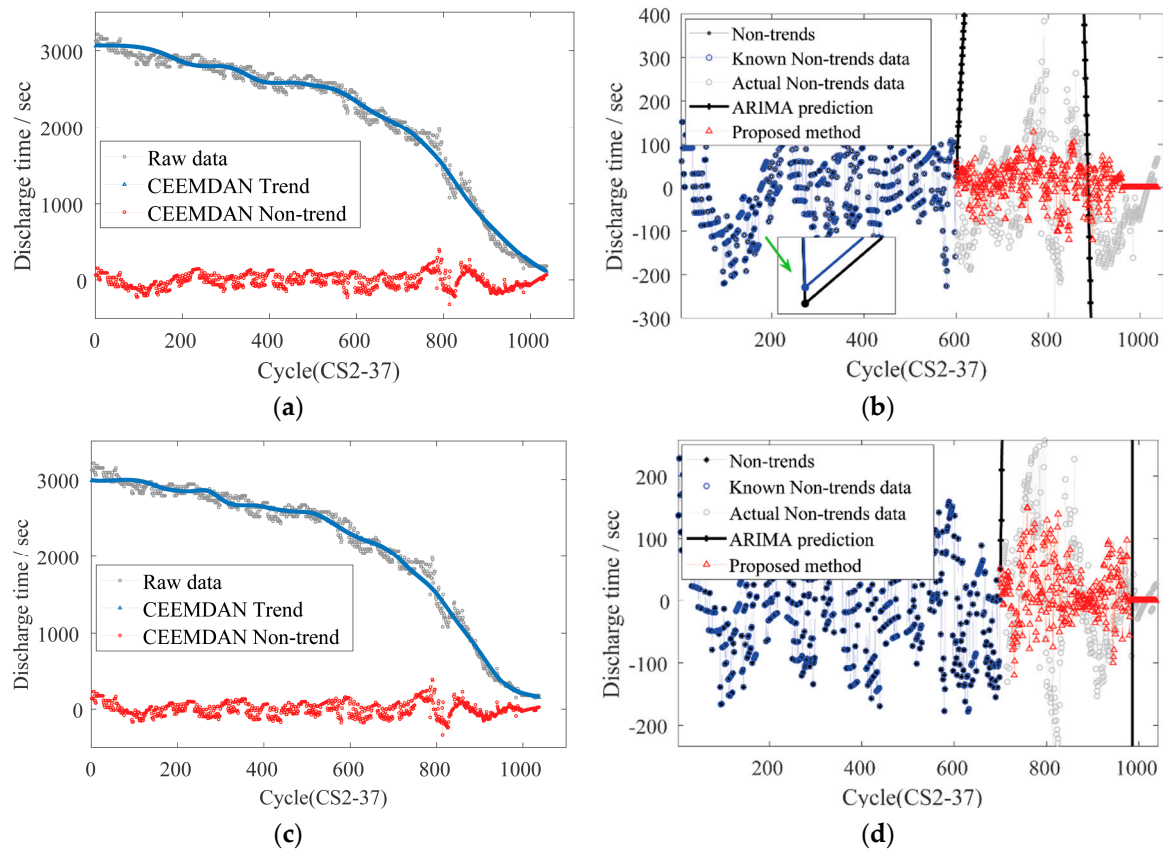 3000
2000
1000
0
Discharge time / sec
Raw data
CEEMDAN Trend
CEEMDAN Non-trend
0 200 400 600 800 1000
Cycle(CS2-37)
(a)
400
300
200
100
0
-100
-200
-300
Discharge time / sec
Non-trends
Known Non-trends data
Actual Non-trends data
ARIMA prediction
Proposed method
200 400 600 800 1000
Cycle(CS2-37)
(b)
3000
2000
1000
0
Discharge time / sec
Raw data
CEEMDAN Trend
CEEMDAN Non-trend
0 200 400 600 800 1000
Cycle(CS2-37)
(c)
200
100
0
-100
-200
Discharge time / sec
Non-trends
Known Non-trends data
Actual Non-trends data
ARIMA prediction
Proposed method
200 400 600 800 1000
Cycle(CS2-37)
(d)